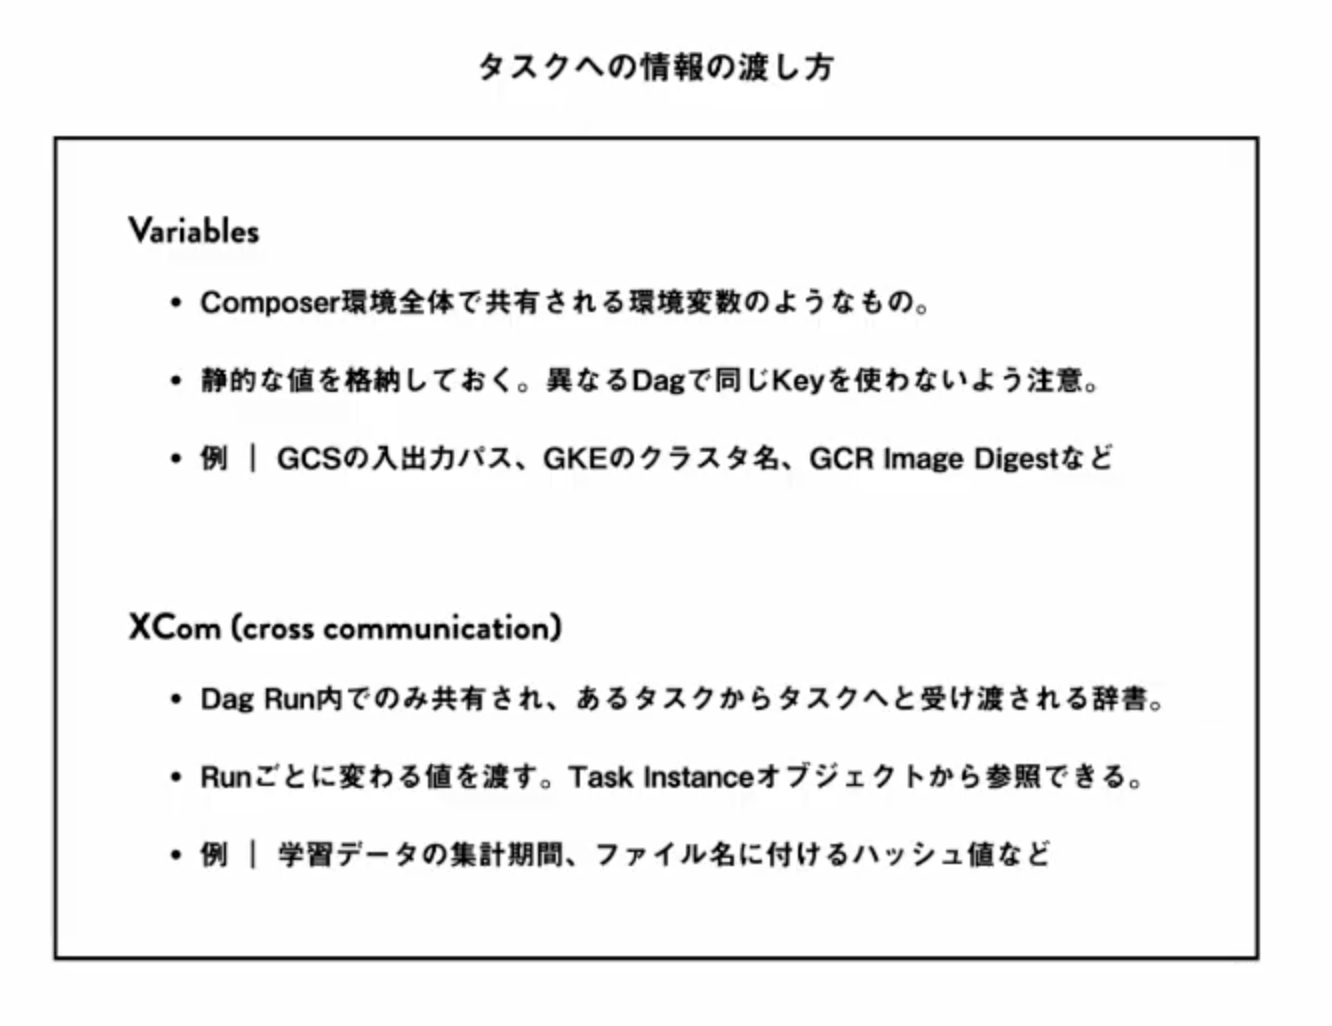 タスクへの情報の渡し方
Variables
• Composer環境全体で共有される環境変数のようなもの。
• 静的な値を格納しておく。異なるDagで同じKeyを使わないよう注意。
• 例 | GCSの入出力パス、GKEのクラスタ名、GCR Image Digestなど
XCom (cross communication)
• Dag Run内でのみ共有され、あるタスクからタスクへと受け渡される辞書。
• Runごとに変わる値を渡す。Task Instanceオブジェクトから参照できる。
• 例 | 学習データの集計期間、ファイル名に付けるハッシュ値など